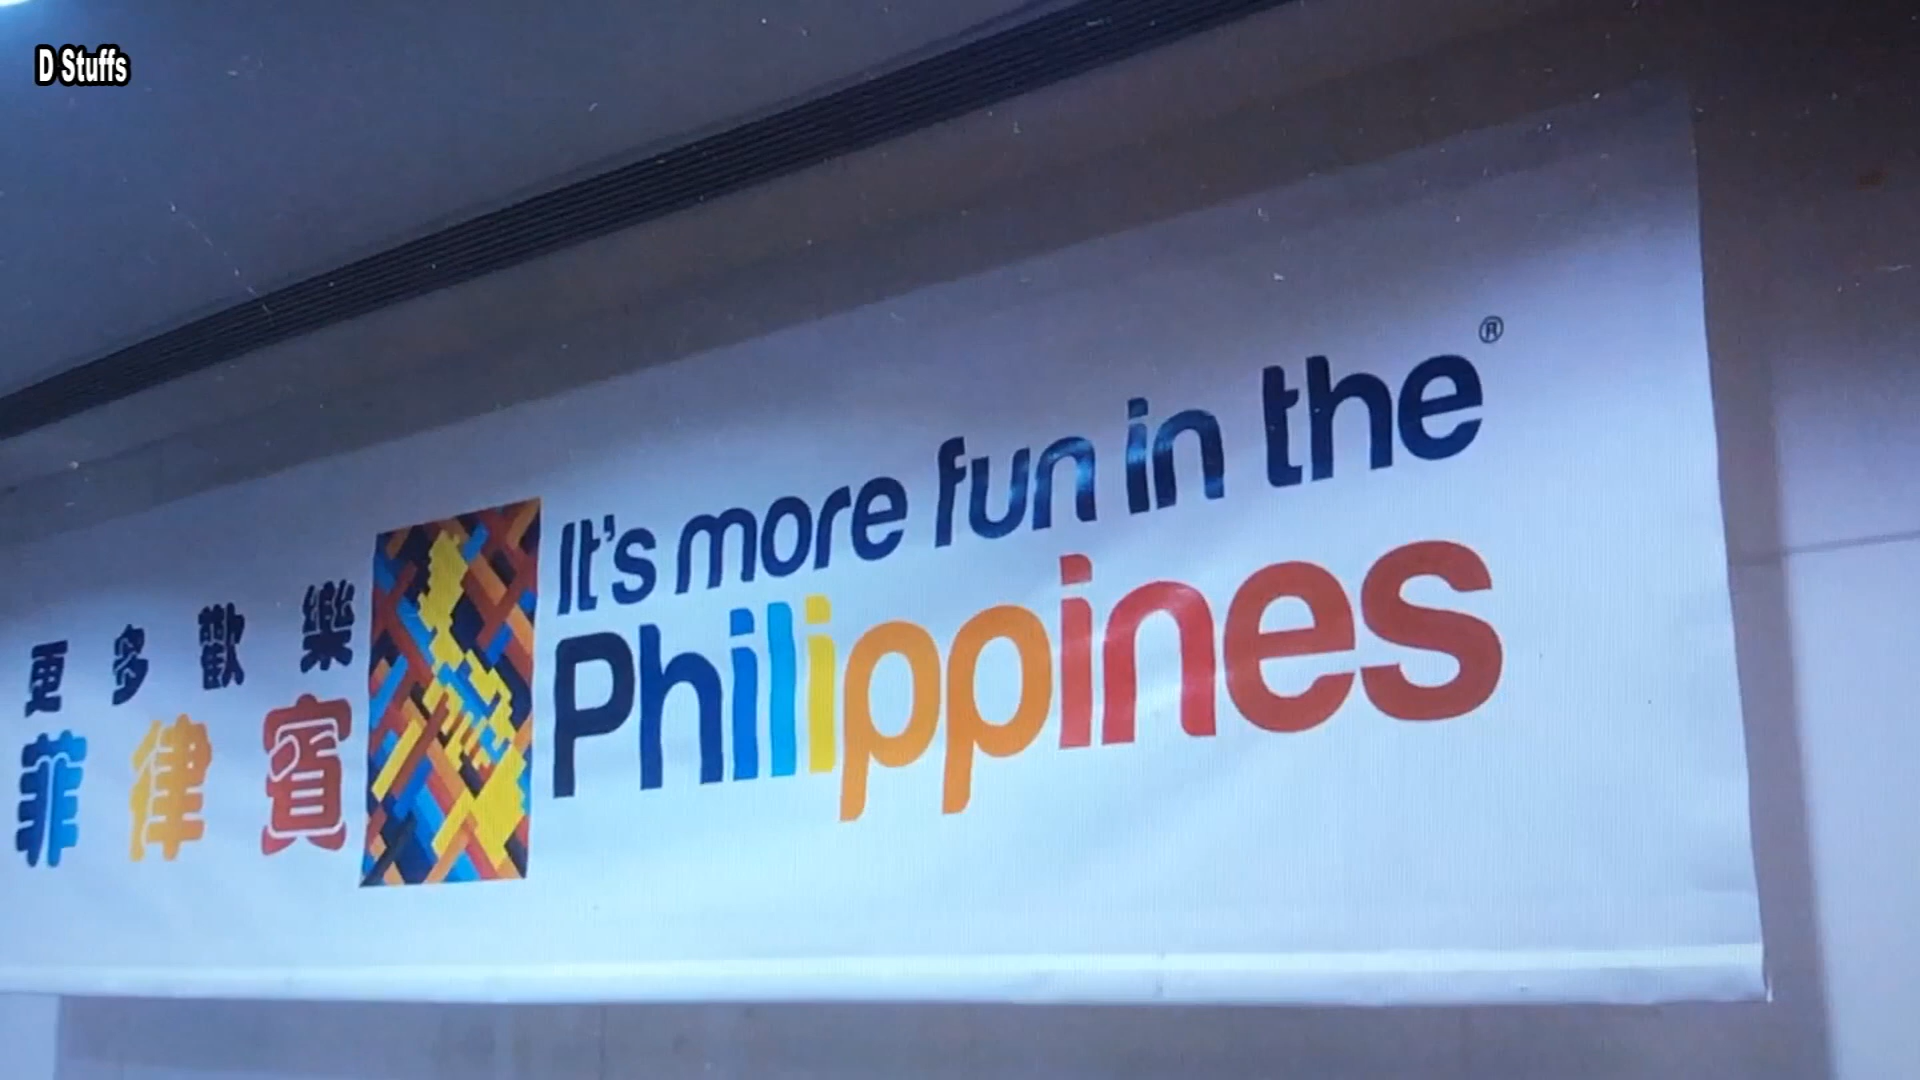 D Stuffs
更多歡樂
菲律賓
It's more fun in the®
Philippines